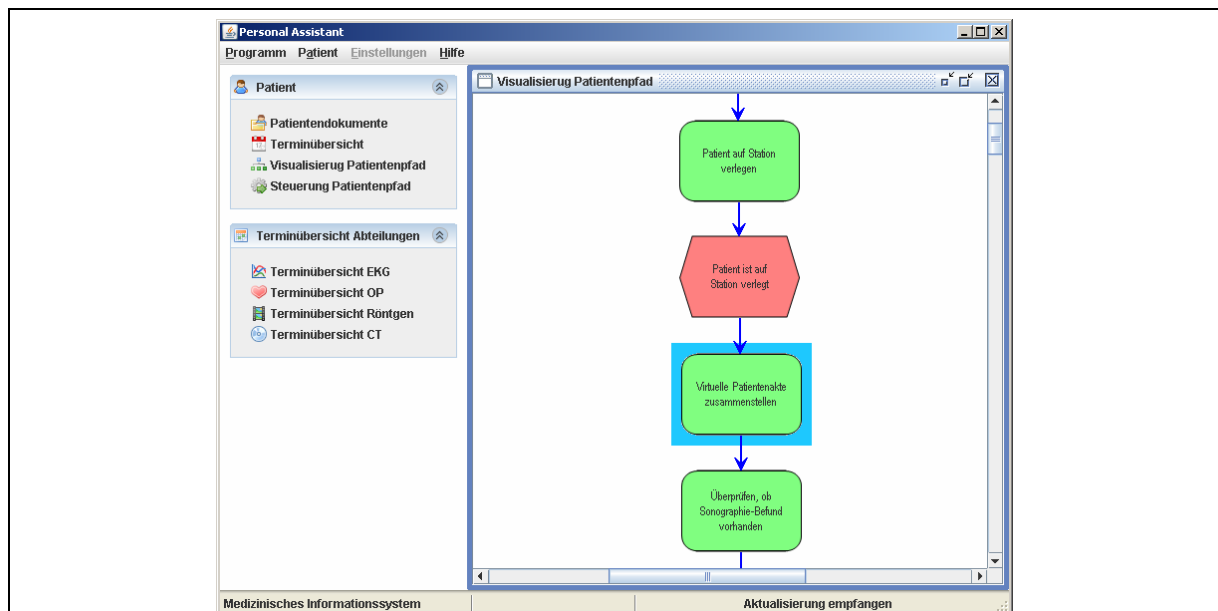 Personal Assistant
Programm Patient Einstellungen Hilfe
Patient
Patientendokumente
Terminübersicht
Visualisierug Patientenpfad
Steuerung Patientenpfad
Terminübersicht Abteilungen
Terminübersicht EKG
Terminübersicht OP
Terminübersicht Röntgen
Terminübersicht CT
Visualisierug Patientenpfad
Patient auf Station
verlegen
Patient ist auf
Station verlegt
Virtuelle Patientenakte
zusammenstellen
Überprüfen, ob
Sonographie-Befund
vorhanden
Medizinisches Informationssystem
Aktualisierung empfangen